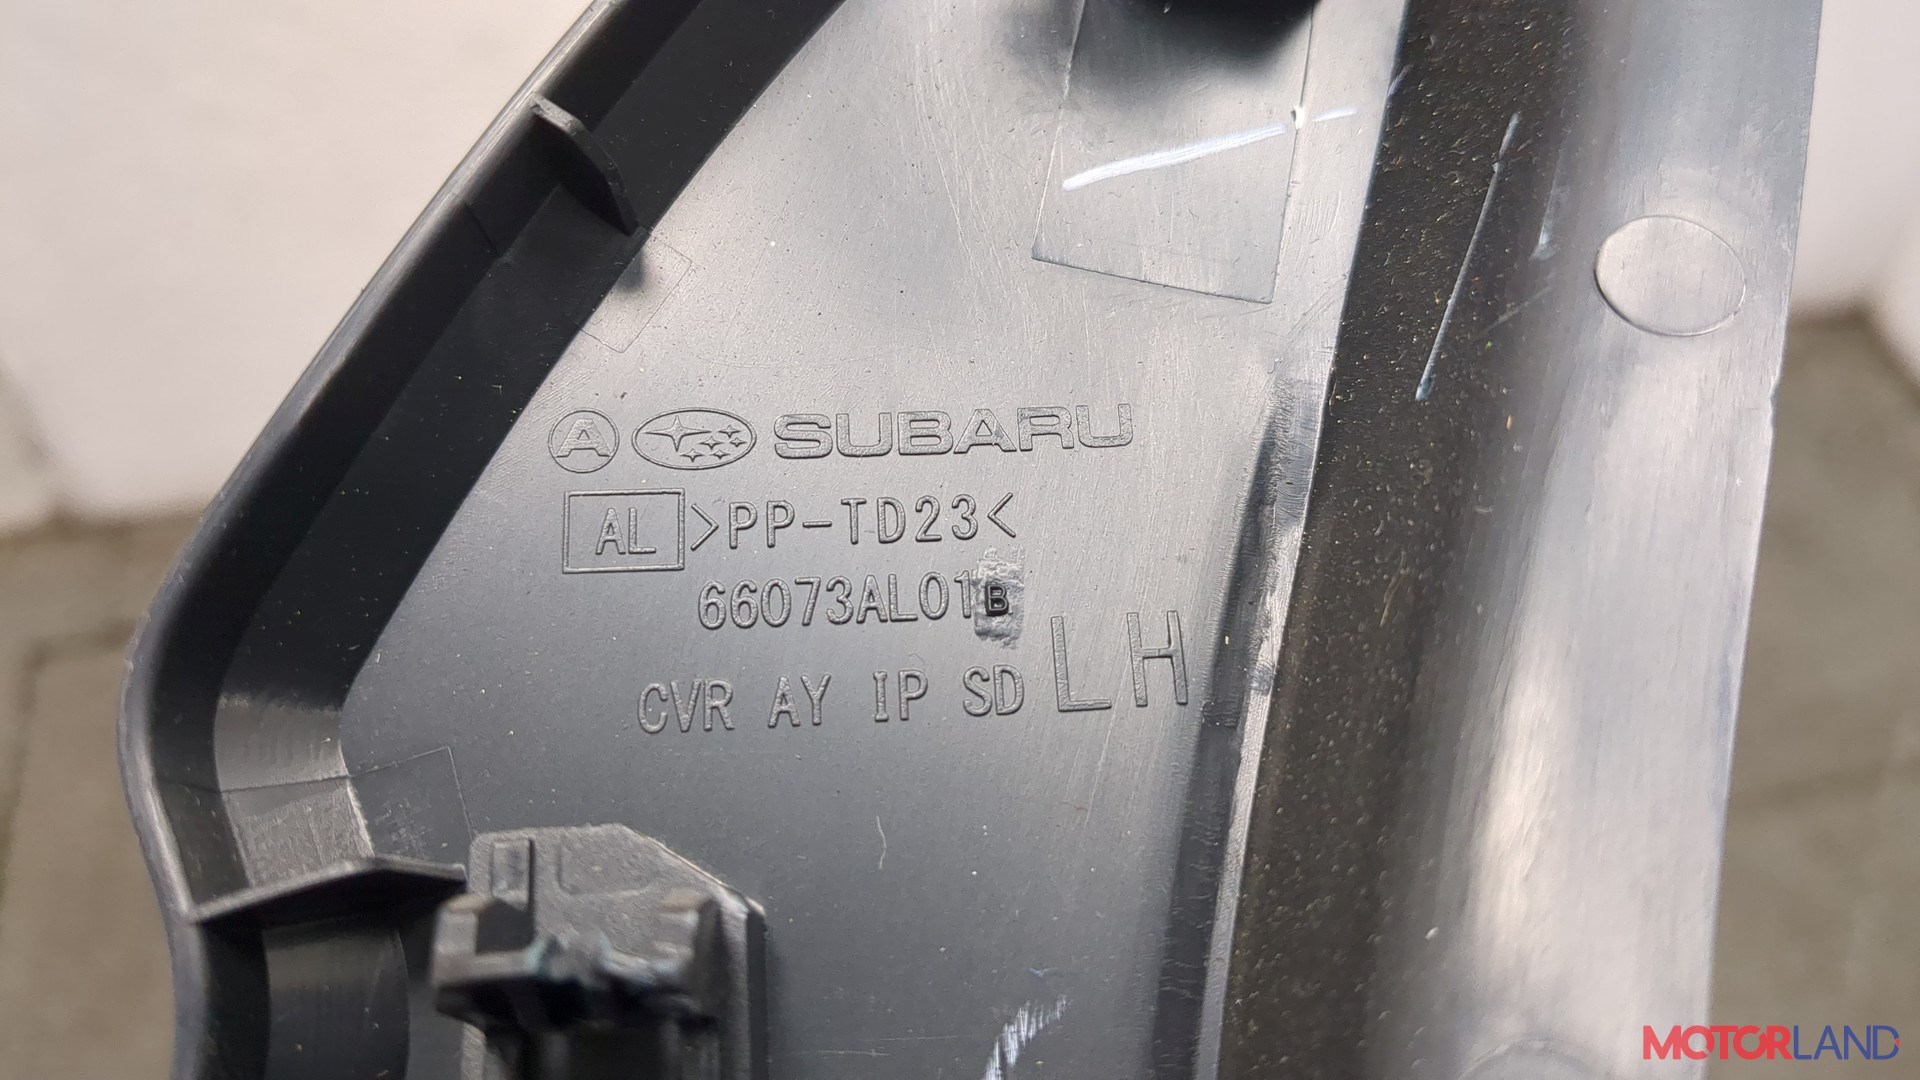 A SUBARU
AL >PP-TD23<
66073AL01B
CVR AY IP SD LH
MOTORLAND